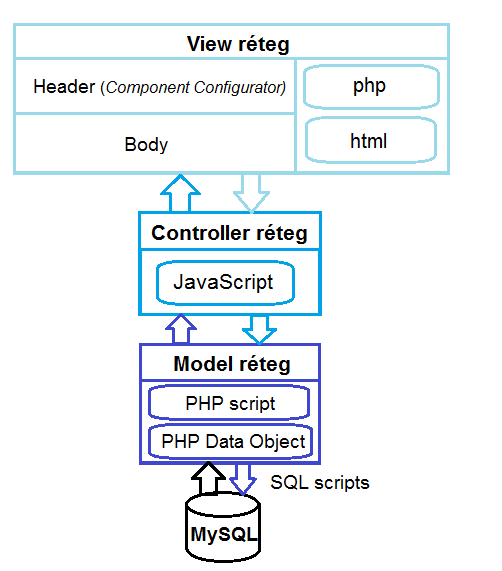 View réteg
Header (Component Configurator)
php
Body
html
Controller réteg
JavaScript
Model réteg
PHP script
PHP Data Object
SQL scripts
MySQL